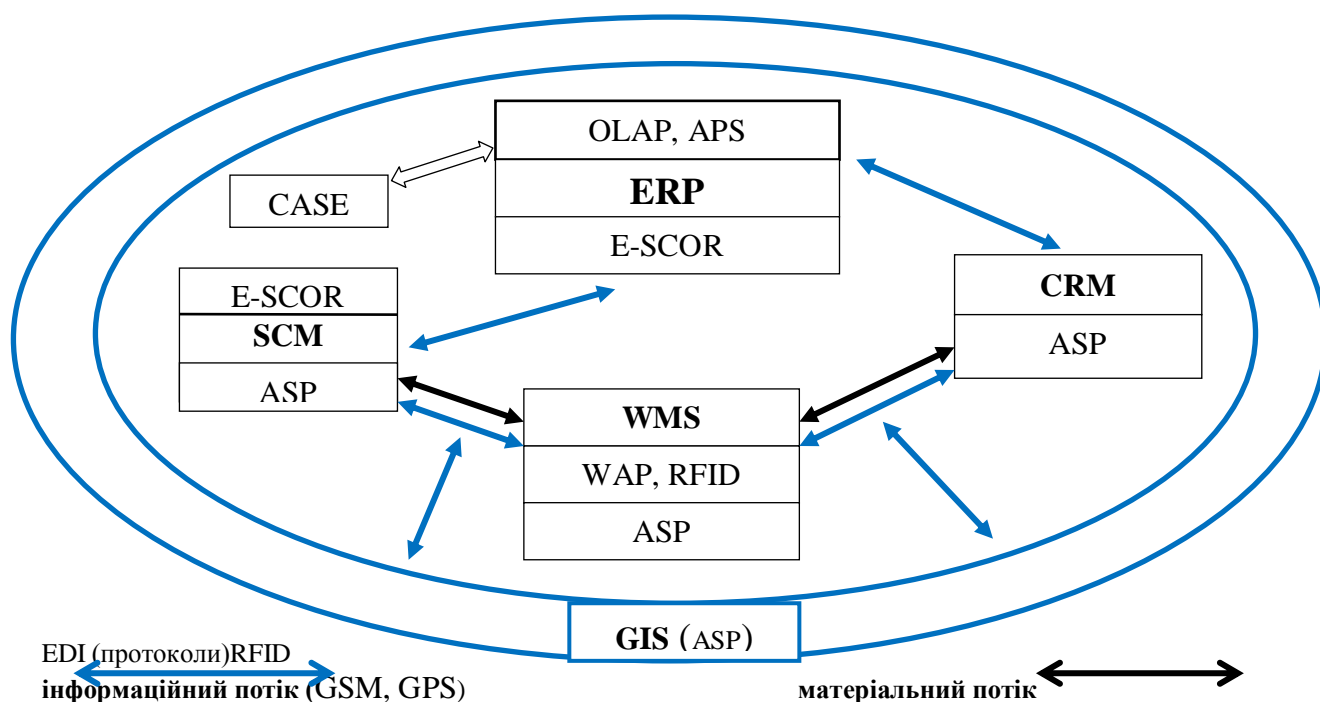 OLAP, APS
ERP
E-SCOR
CASE
E-SCOR
SCM
ASP
CRM
ASP
WMS
WAP, RFID
ASP
GIS (ASP)
EDI (протоколи)RFID
інформаційний потік (GSM, GPS)
матеріальний потік